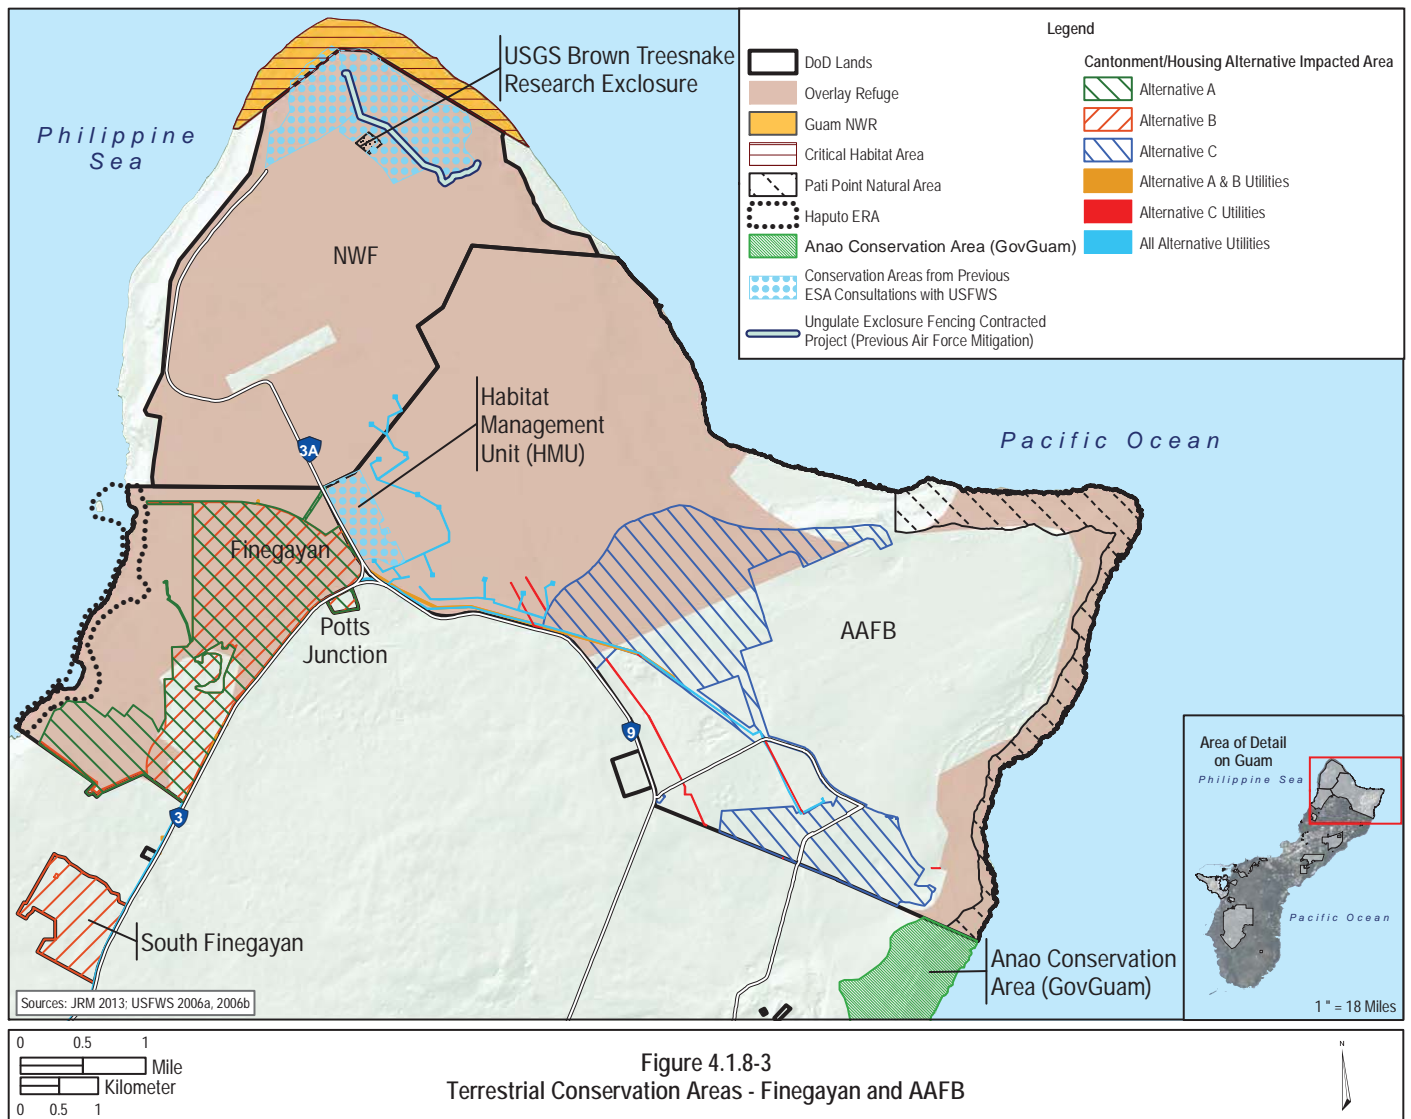 Legend
DoD Lands
Overlay Refuge
Guam NWR
Critical Habitat Area
Pati Point Natural Area
Haputo ERA
Anao Conservation Area (GovGuam)
Conservation Areas from Previous
ESA Consultations with USFWS
Ungulate Exclosure Fencing Contracted
Project (Previous Air Force Mitigation)
Cantonment/Housing Alternative Impacted Area
Alternative A
Alternative B
Alternative C
Alternative A & B Utilities
Alternative C Utilities
All Alternative Utilities
USGS Brown Treesnake
Research Exclosure
Philippine
Sea
NWF
Habitat
Management
Unit (HMU)
3A
Pacific Ocean
Finegayan
Potts
Junction
AAFB
9
3
South Finegayan
Anao Conservation
Area (GovGuam)
Area of Detail
on Guam
Philippine Sea
Pacific Ocean
1 " = 18 Miles
Sources: JRM 2013; USFWS 2006a, 2006b
0 0.5 1
Mile
Kilometer
0 0.5 1
Figure 4.1.8-3
Terrestrial Conservation Areas - Finegayan and AAFB
N